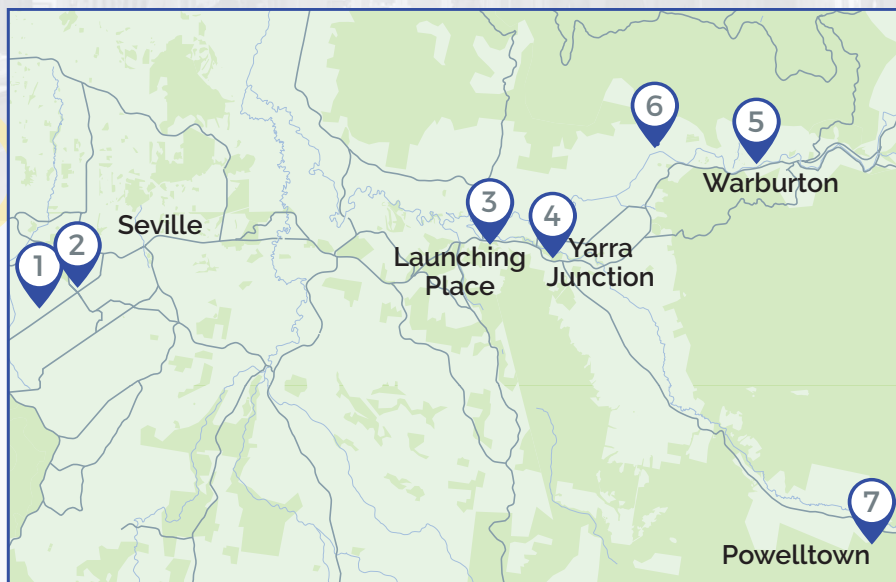 6
5
Warburton
3
Seville
4
2
Launching
Place
Yarra
Junction
1
7
Powelltown